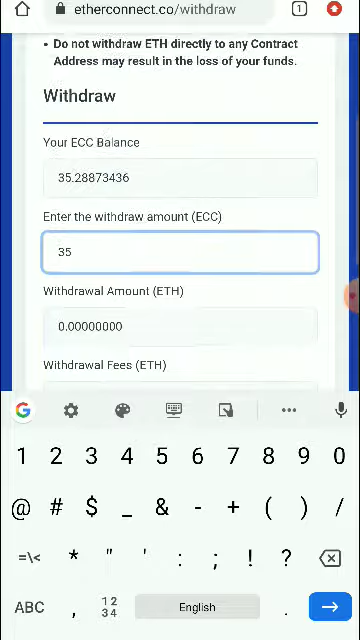 etherconnect.co/withdraw
1
• Do not withdraw ETH directly to any Contract
Address may result in the loss of your funds.
Withdraw
Your ECC Balance
35.28873436
Enter the withdraw amount (ECC)
35
Withdrawal Amount (ETH)
0.00000000
Withdrawal Fees (ETH)
G
1 2 3 4 5 6 7 8 9 0
@ # $ _ & - + ( ) /
=\< * " ' : ; ! ?
ABC , 12 34 English .